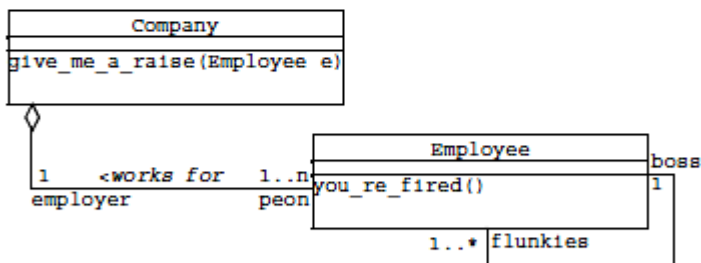 Company
give_me_a_raise(Employee e)
Employee
boss
1 <works for 1..n
you_re_fired()
1
employer peon
1..* flunkies